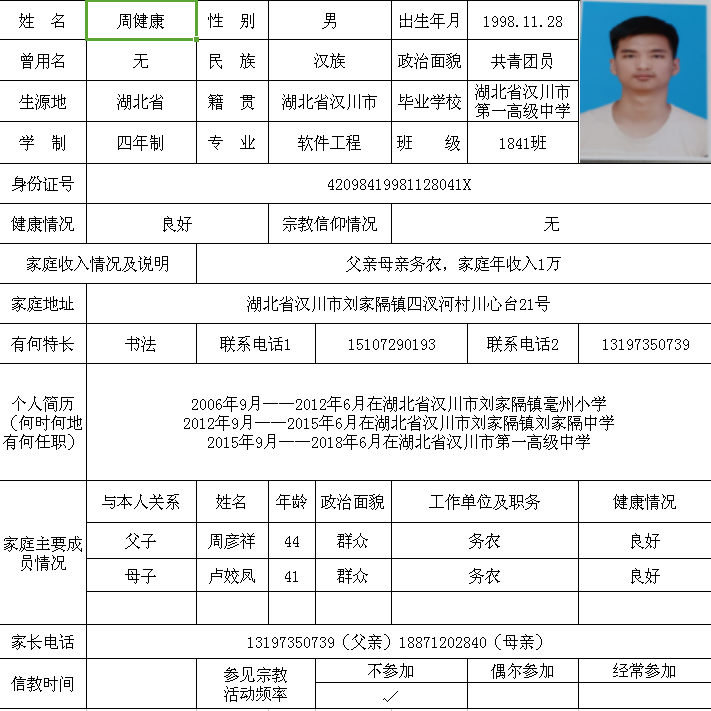 姓 名 周健康 性 别 男 出生年月 1998.11.28
曾用名 无 民 族 汉族 政治面貌 共青团员
生源地 湖北省 籍 贯 湖北省汉川市 毕业学校 湖北省汉川市
第一高级中学
学 制 四年制 专 业 软件工程 班 级 1841班
身份证号 42098419981128041X
健康情况 良好 宗教信仰情况 无
家庭收入情况及说明 父亲母亲务农，家庭年收入1万
家庭地址 湖北省汉川市刘家隔镇四汊河村川心台21号
有何特长 书法 联系电话1 15107290193 联系电话2 13197350739
个人简历
（何时何地
有何任职）
2006年9月——2012年6月在湖北省汉川市刘家隔镇亳州小学
2012年9月——2015年6月在湖北省汉川市刘家隔镇刘家隔中学
2015年9月——2018年6月在湖北省汉川市第一高级中学
家庭主要成
员情况
与本人关系 姓名 年龄 政治面貌 工作单位及职务 健康情况
父子 周彦祥 44 群众 务农 良好
母子 卢姣凤 41 群众 务农 良好
家长电话 13197350739（父亲）18871202840（母亲）
信教时间 参见宗教
活动频率
不参加 偶尔参加 经常参加
✓